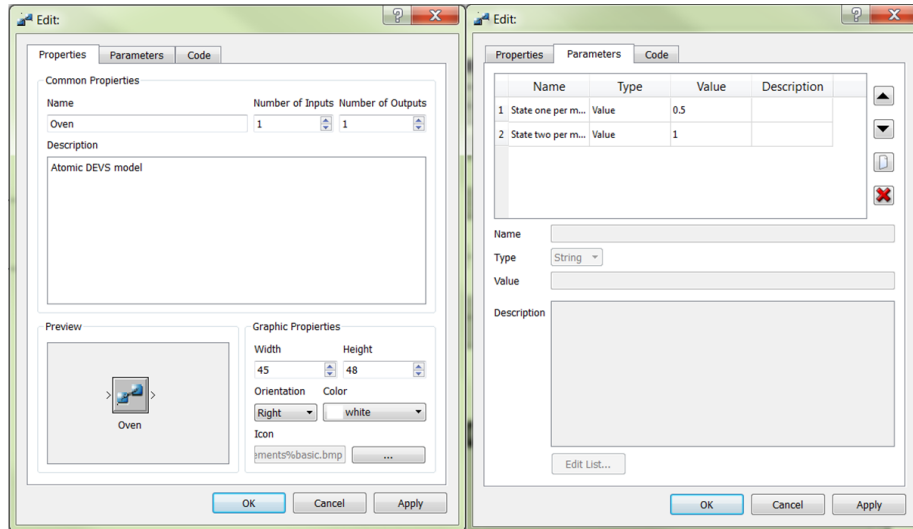 Edit:
Properties Parameters Code
Common Properties
Name Number of Inputs Number of Outputs
Oven 1 1
Description
Atomic DEVS model
Preview
Oven
Graphic Propierties
Width Height
45 48
Orientation Color
Right white
Icon
ements%basic.bmp ...
OK Cancel Apply
Edit:
Properties Parameters Code
Name Type Value Description
1 State one per m... Value 0.5
2 State two per m... Value 1
Name
Type String
Value
Description
Edit List...
OK Cancel Apply